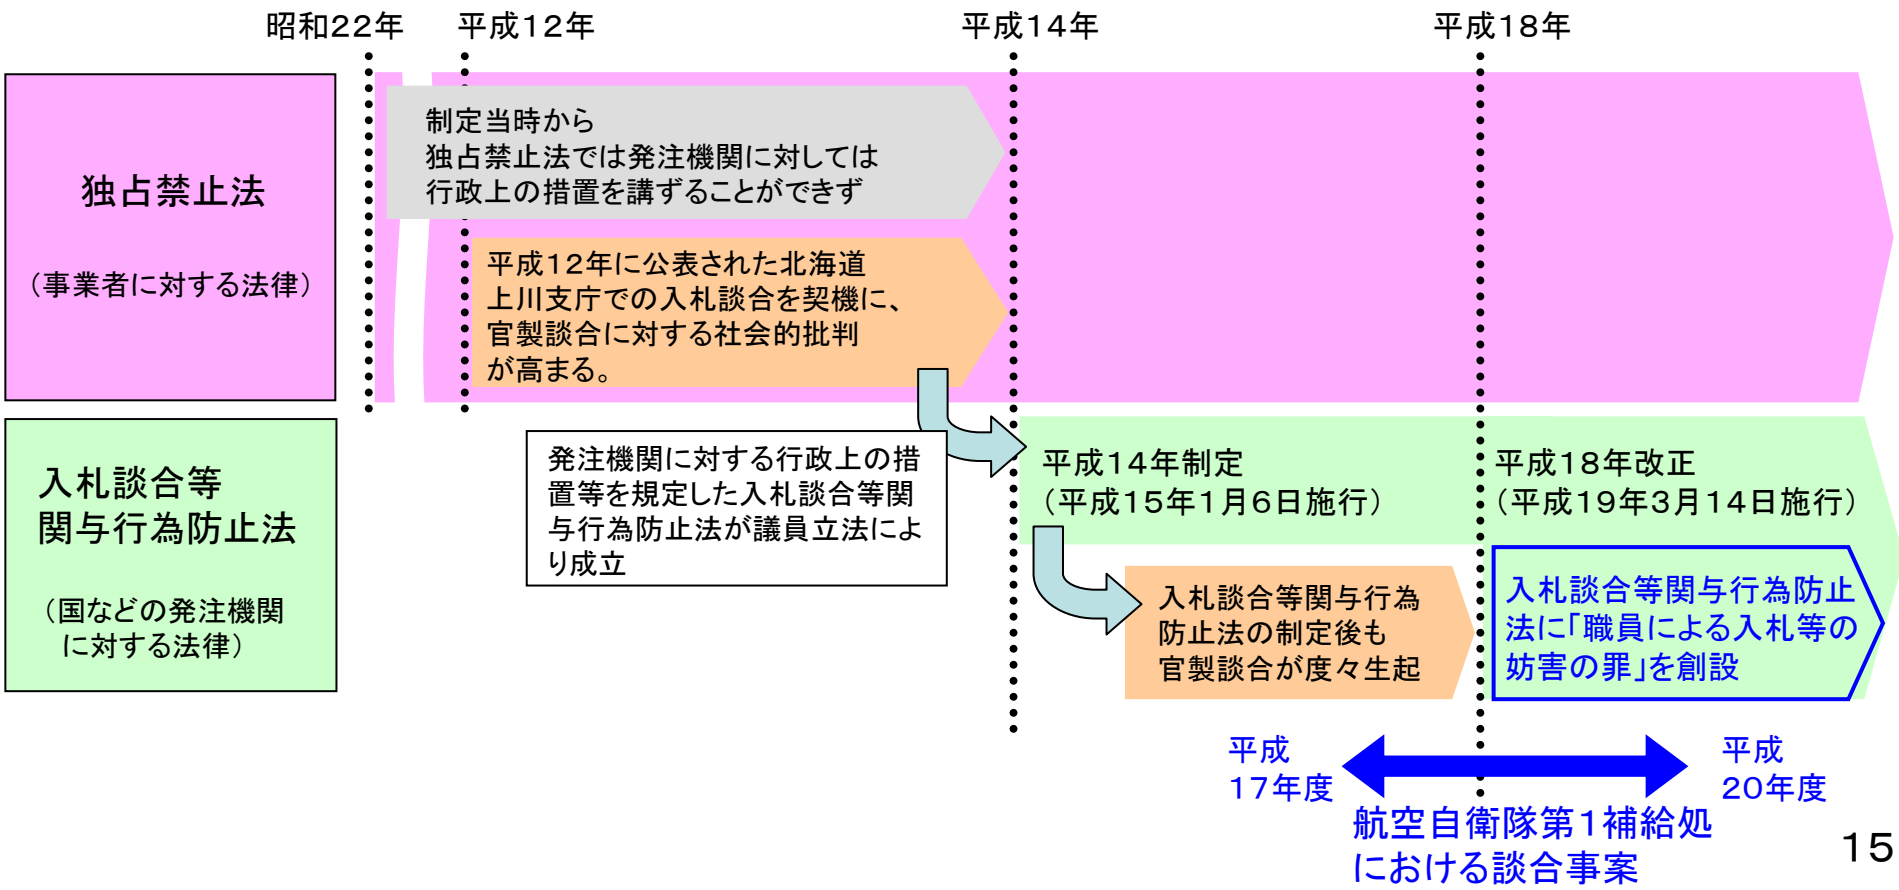 昭和22年
平成12年
平成14年
平成18年
独占禁止法
（事業者に対する法律）
制定当時から
独占禁止法では発注機関に対しては
行政上の措置を講ずることができず
平成12年に公表された北海道
上川支庁での入札談合を契機に、
官製談合に対する社会的批判
が高まる。
入札談合等
関与行為防止法
（国などの発注機関
に対する法律）
発注機関に対する行政上の措
置等を規定した入札談合等関
与行為防止法が議員立法によ
り成立
平成14年制定
（平成15年1月6日施行）
平成18年改正
（平成19年3月14日施行）
入札談合等関与行為
防止法の制定後も
官製談合が度々生起
入札談合等関与行為防止
法に「職員による入札等の
妨害の罪」を創設
平成
17年度
平成
20年度
航空自衛隊第1補給処
における談合事案
15